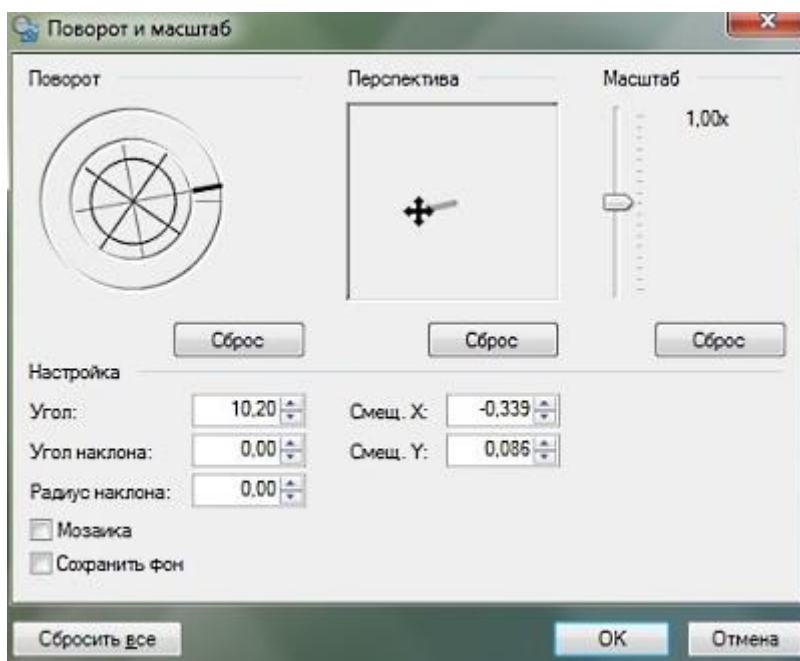 Поворот и масштаб
Поворот Перспектива Масштаб
1,00x
Сброс Сброс Сброс
Настройка
Угол: 10,20 Смещ. X: -0,339
Угол наклона: 0,00 Смещ. Y: 0,086
Радиус наклона: 0,00
Мозаика
Сохранить фон
Сбросить все OK Отмена